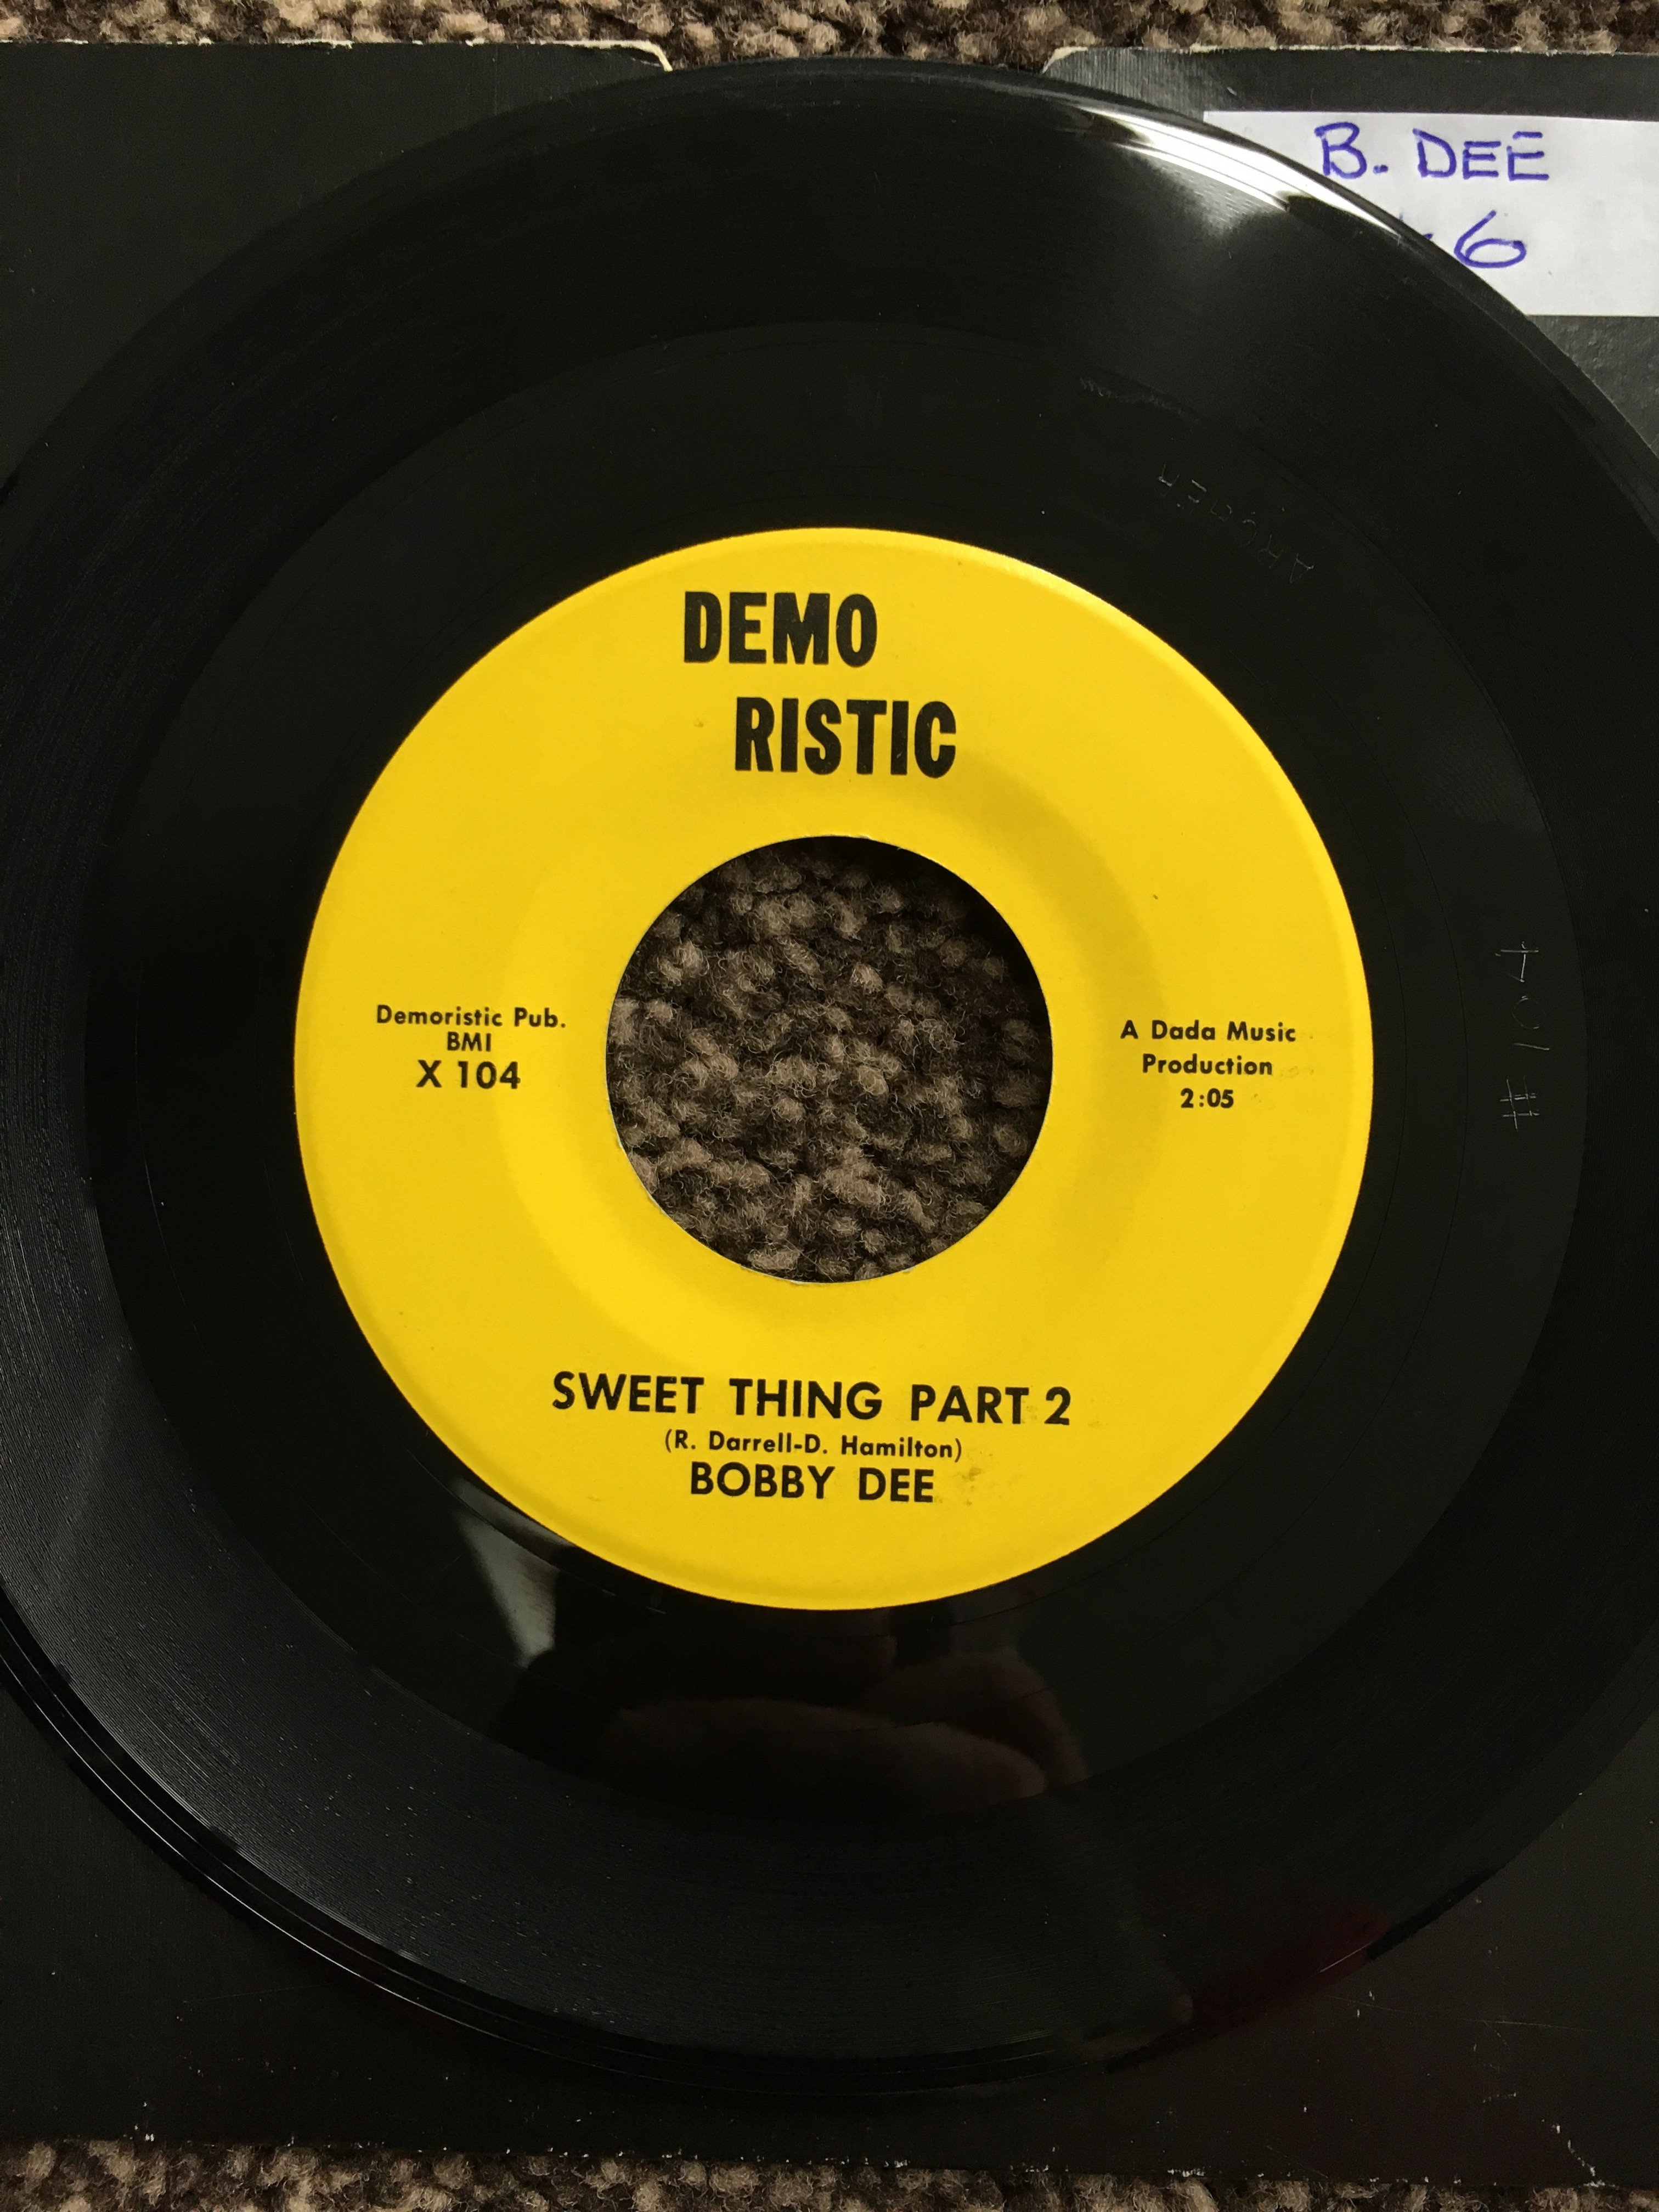 B. DEE
6
DEMO
RISTIC
Demoristic Pub.
BMI
X 104
A Dada Music
Production
2:05
SWEET THING PART 2
(R. Darrell-D. Hamilton)
BOBBY DEE